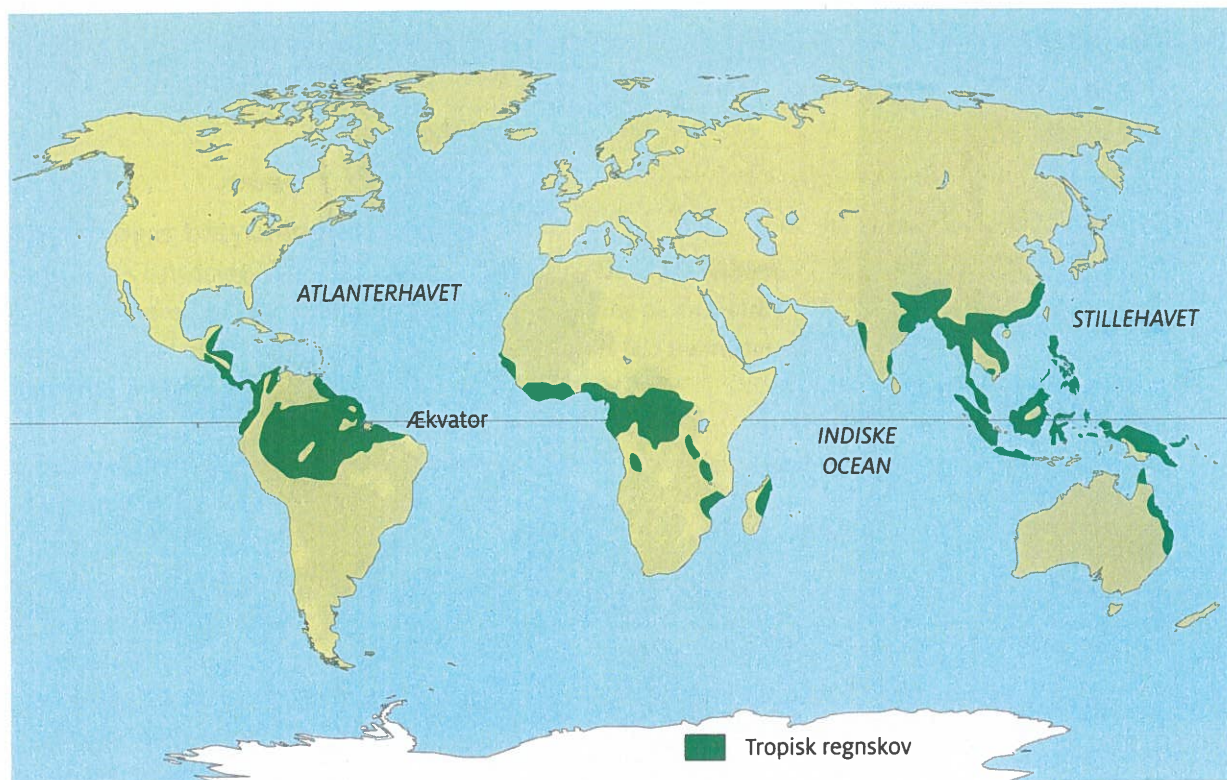 ATLANTERHAVET
STILLEHAVET
Ækvator
INDISKE
OCEAN
Tropisk regnskov